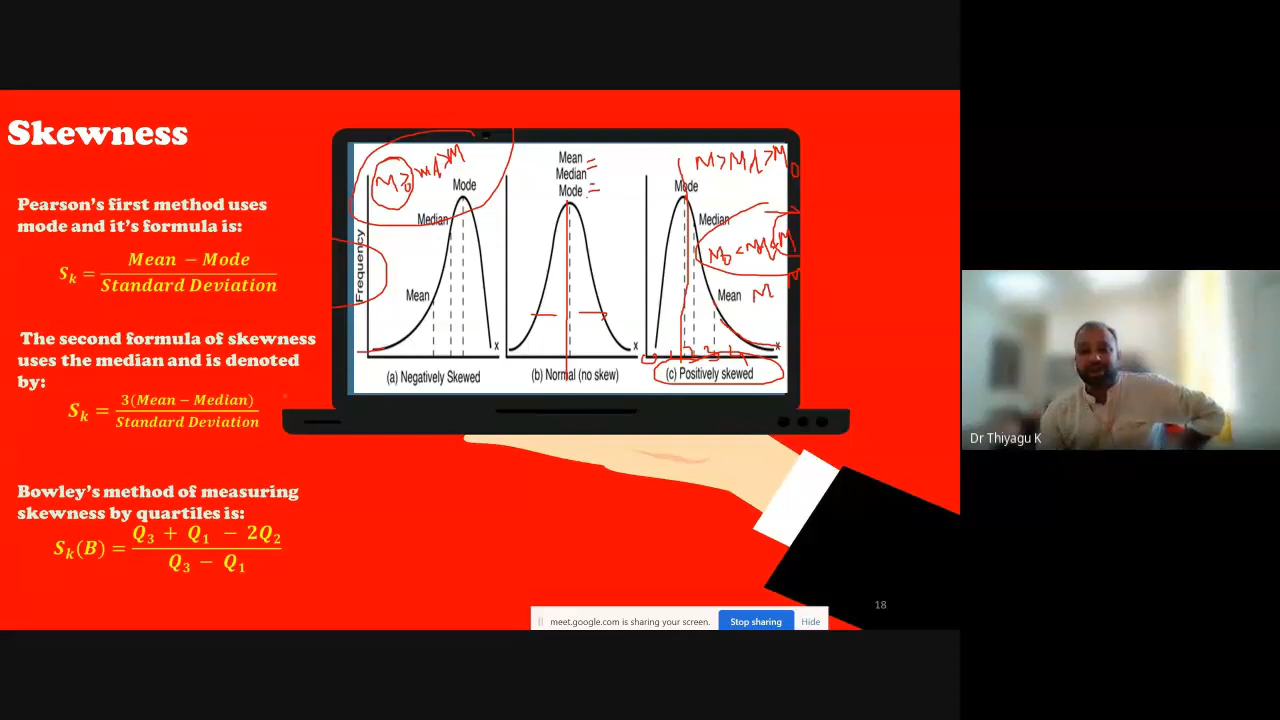 Skewness
Pearson's first method uses
mode and it's formula is:
S_k = (Mean − Mode) / (Standard Deviation)
The second formula of skewness
uses the median and is denoted
by:
S_k = 3(Mean − Median) / (Standard Deviation)
Bowley's method of measuring
skewness by quartiles is:
S_k(B) = (Q_3 + Q_1 − 2Q_2) / (Q_3 − Q_1)
Frequency
Mode
Median
Mean
X
(a) Negatively Skewed
Mean =
Median
Mode =
X
(b) Normal (no skew)
M > Md > Mo
Mode
Median
Mo < Md < M
Mean
M
X
(c) Positively skewed
18
meet.google.com is sharing your screen.
Stop sharing
Hide
Dr Thiyagu K